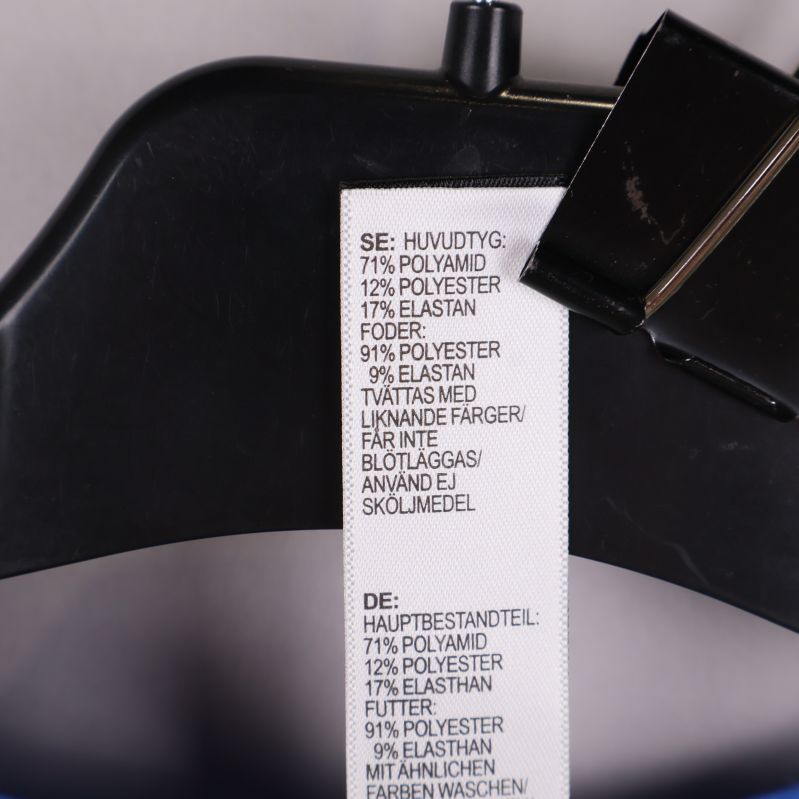 SE: HUVUDTYG:
71% POLYAMID
12% POLYESTER
17% ELASTAN
FODER:
91% POLYESTER
9% ELASTAN
TVÄTTAS MED
LIKNANDE FÄRGER/
FÅR INTE
BLÖTLÄGGAS/
ANVÄND EJ
SKÖLJMEDEL
DE:
HAUPTBESTANDTEIL:
71% POLYAMID
12% POLYESTER
17% ELASTHAN
FUTTER:
91% POLYESTER
9% ELASTHAN
MIT ÄHNLICHEN
FARBEN WASCHEN/